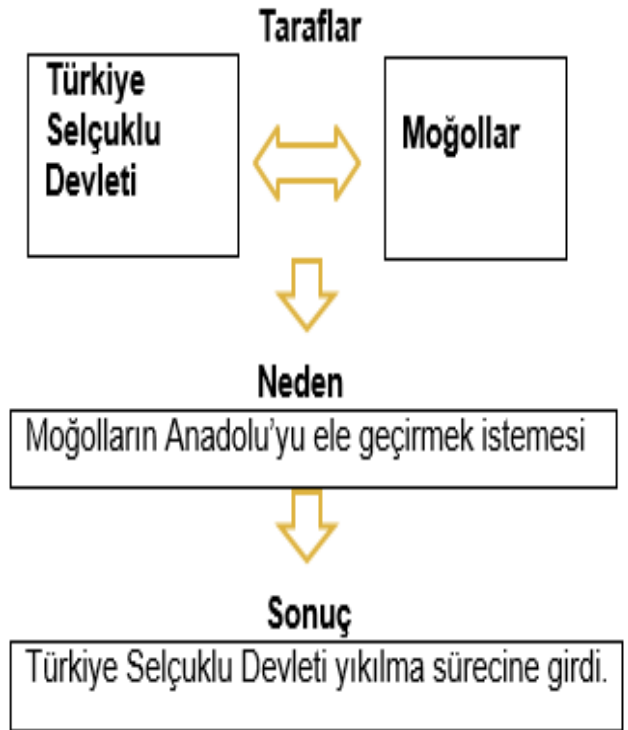 Taraflar
Türkiye
Selçuklu
Devleti
Moğollar
Neden
Moğolların Anadolu’yu ele geçirmek istemesi
Sonuç
Türkiye Selçuklu Devleti yıkılma sürecine girdi.